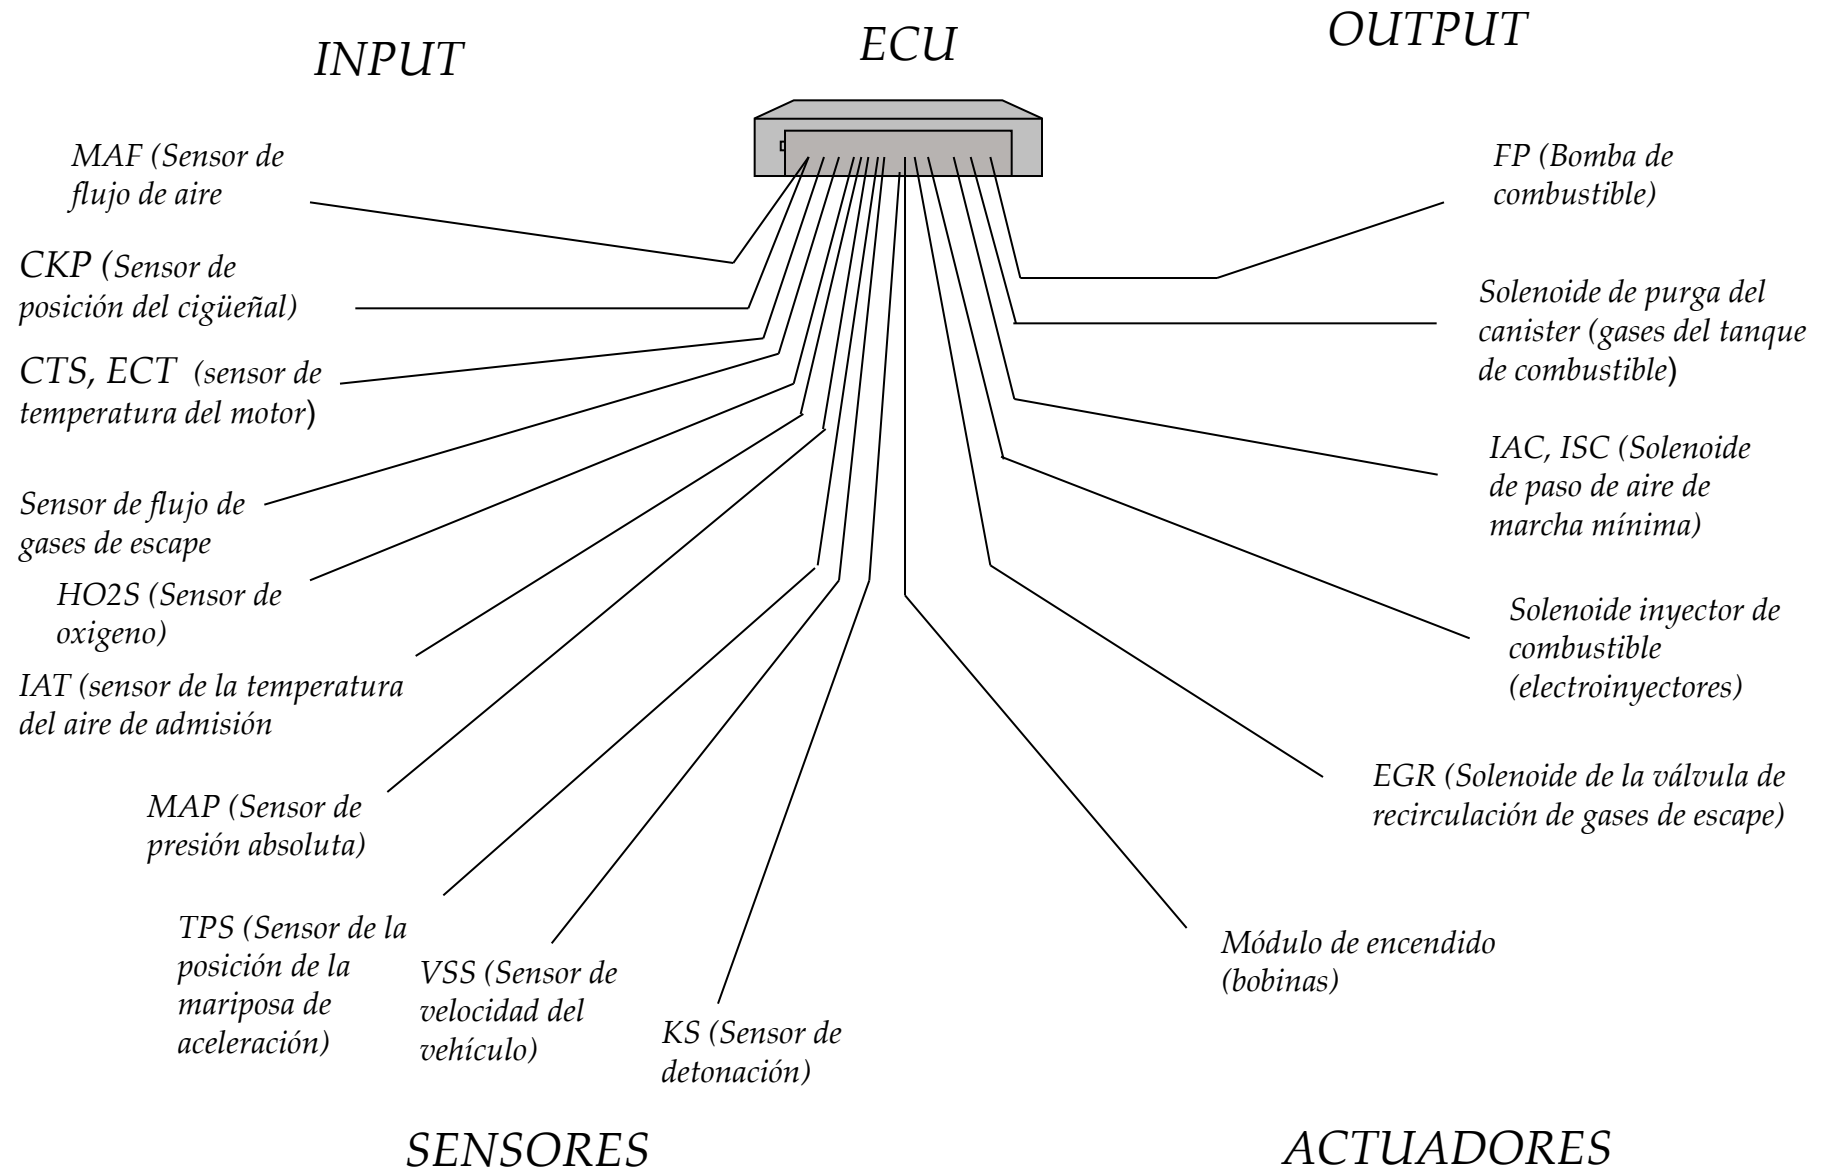 INPUT
ECU
OUTPUT
MAF (Sensor de
flujo de aire
CKP (Sensor de
posición del cigüeñal)
CTS, ECT (sensor de
temperatura del motor)
Sensor de flujo de
gases de escape
HO2S (Sensor de
oxigeno)
IAT (sensor de la temperatura
del aire de admisión
MAP (Sensor de
presión absoluta)
TPS (Sensor de la
posición de la
mariposa de
aceleración)
VSS (Sensor de
velocidad del
vehículo)
KS (Sensor de
detonación)
FP (Bomba de
combustible)
Solenoide de purga del
canister (gases del tanque
de combustible)
IAC, ISC (Solenoide
de paso de aire de
marcha mínima)
Solenoide inyector de
combustible
(electroinyectores)
EGR (Solenoide de la válvula de
recirculación de gases de escape)
Módulo de encendido
(bobinas)
SENSORES
ACTUADORES